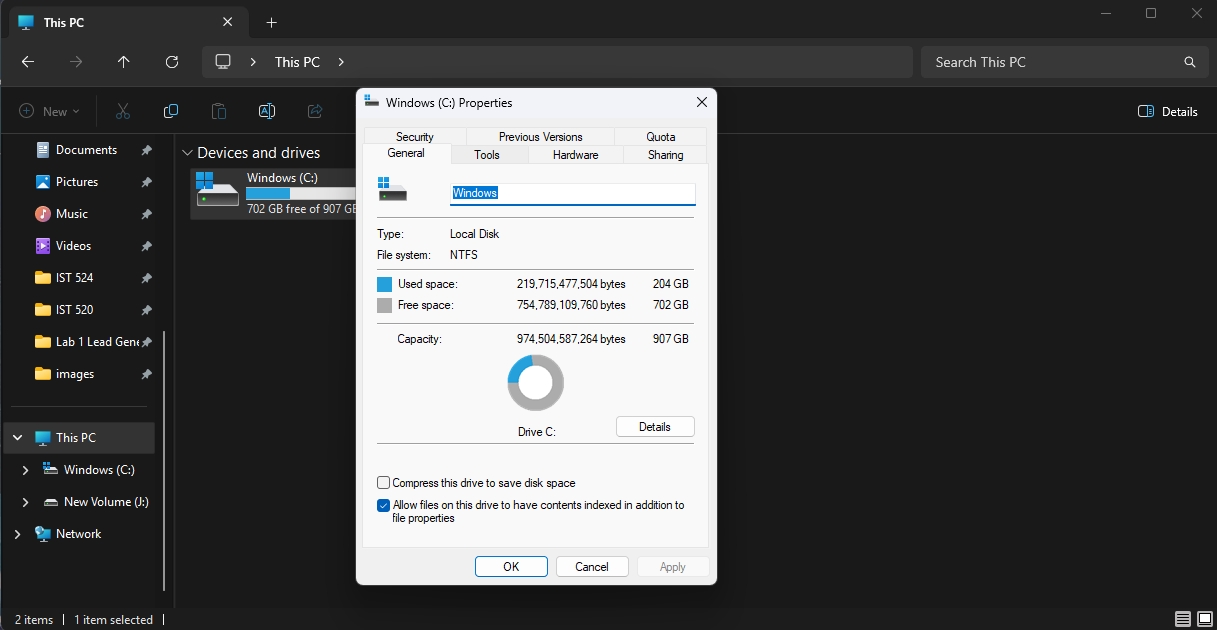 This PC
This PC
Search This PC
New
Details
Documents
Pictures
Music
Videos
IST 524
IST 520
Lab 1 Lead Gene
images
This PC
Windows (C:)
New Volume (J:)
Network
Devices and drives
Windows (C:)
702 GB free of 907 GB
Windows (C:) Properties
Security Previous Versions Quota
General Tools Hardware Sharing
Windows
Type: Local Disk
File system: NTFS
Used space: 219,715,477,504 bytes 204 GB
Free space: 754,789,109,760 bytes 702 GB
Capacity: 974,504,587,264 bytes 907 GB
Drive C:
Details
Compress this drive to save disk space
Allow files on this drive to have contents indexed in addition to
file properties
OK Cancel Apply
2 items 1 item selected